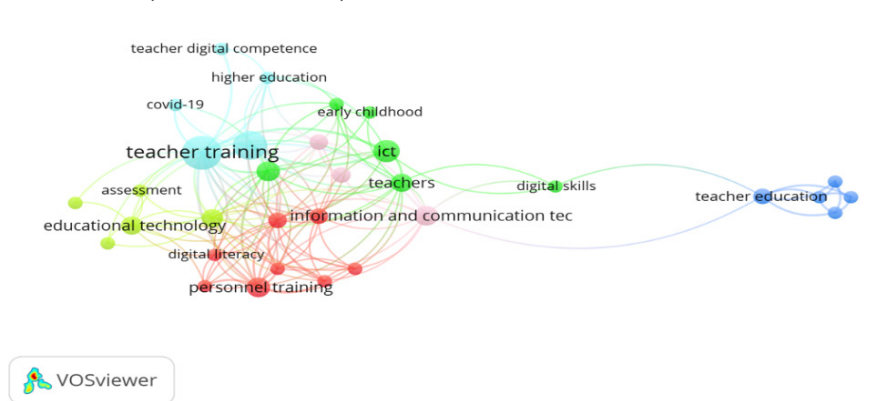 teacher digital competence
higher education
covid-19
early childhood
teacher training
ict
teachers
assessment
digital skills
teacher education
educational technology
information and communication tec
digital literacy
personnel training
VOSviewer